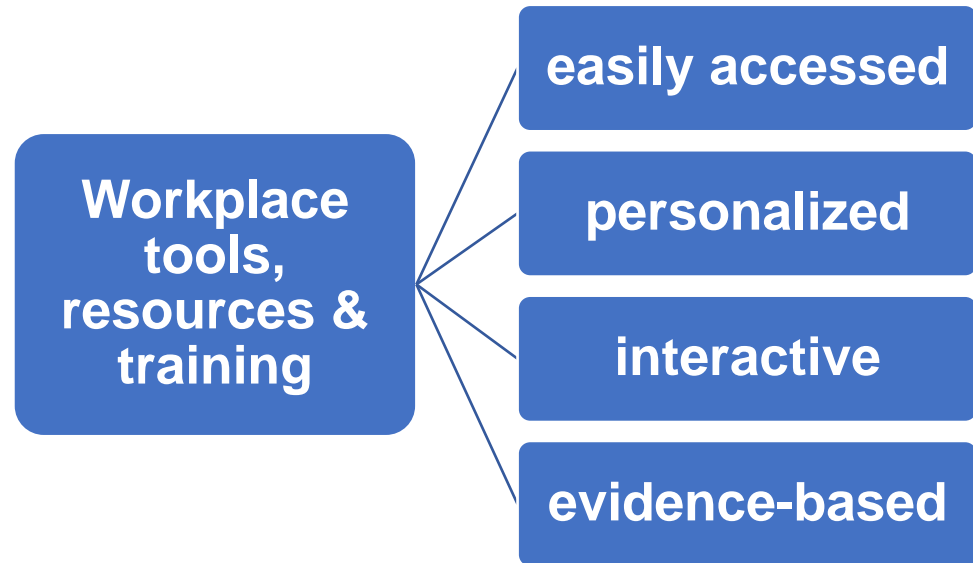 Workplace
tools,
resources &
training
easily accessed
personalized
interactive
evidence-based